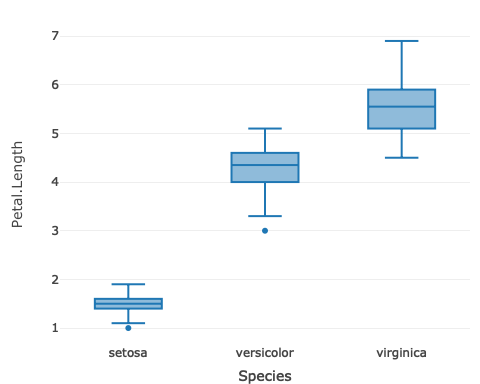 7
6
5
4
3
2
1
Petal.Length
setosa
versicolor
virginica
Species